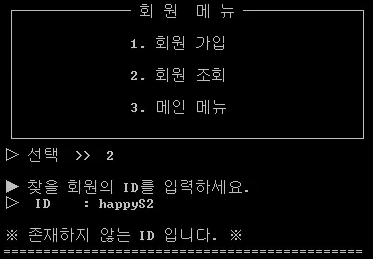 회 원 메 뉴
1. 회원 가입
2. 회원 조회
3. 메인 메뉴
▷ 선택 >> 2
▶ 찾을 회원의 ID를 입력하세요.
▷ ID : happy82
※ 존재하지 않는 ID 입니다. ※
==============================================